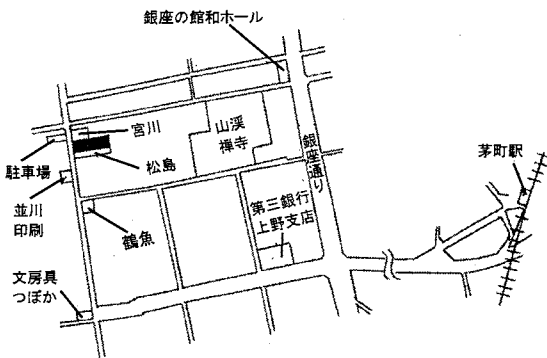 銀座の館和ホール
宮川
山渓
禅寺
銀座通り
茅町駅
駐車場
松島
並川
印刷
鶴魚
第三銀行
上野支店
文房具
つぼか